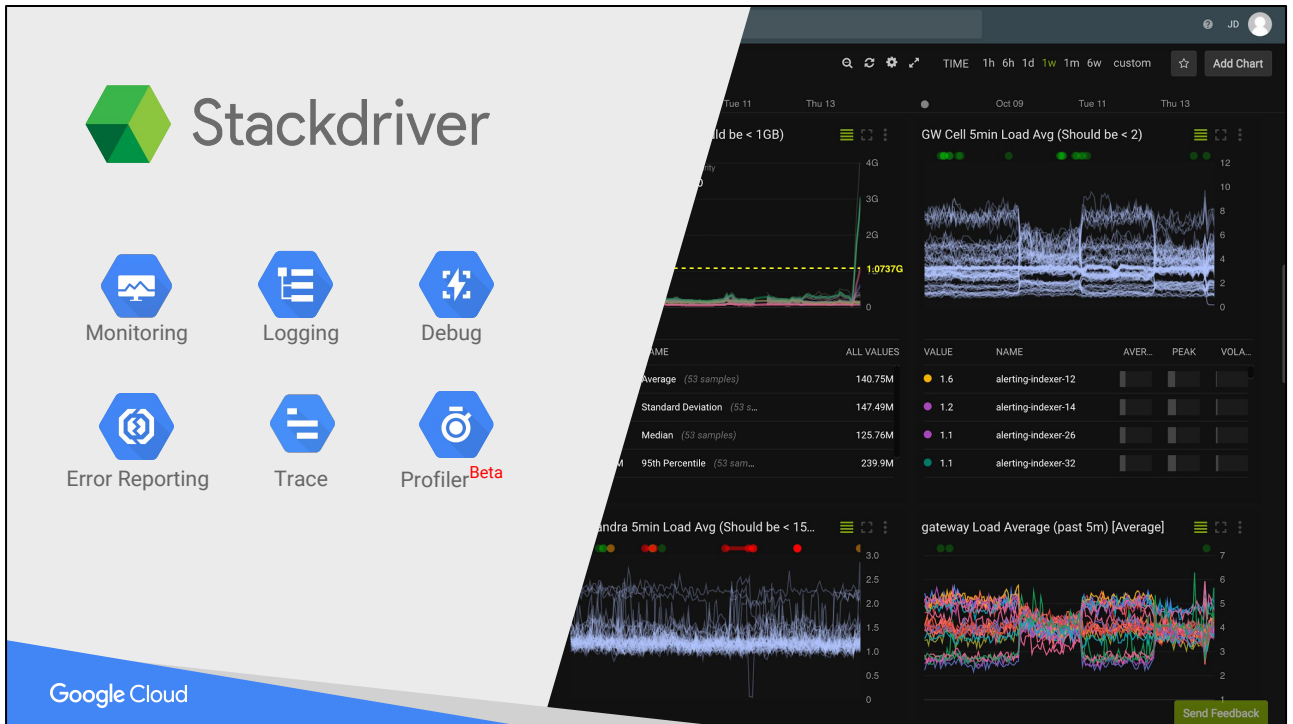 Stackdriver
Monitoring
Logging
Debug
Error Reporting
Trace
Profiler Beta
Google Cloud
JD
TIME 1h 6h 1d 1w 1m 6w custom
Add Chart
Tue 11 Thu 13
Oct 09 Tue 11 Thu 13
be < 1GB)
4G
3G
2G
1.0737G
0
NAME ALL VALUES
Average (53 samples) 140.75M
Standard Deviation (53 s... 147.49M
Median (53 samples) 125.76M
M 95th Percentile (53 sam... 239.9M
GW Cell 5min Load Avg (Should be < 2)
12
10
8
6
4
2
0
VALUE NAME AVER... PEAK VOLA...
1.6 alerting-indexer-12
1.2 alerting-indexer-14
1.1 alerting-indexer-26
1.1 alerting-indexer-32
andra 5min Load Avg (Should be < 15...
3.0
2.5
2.0
1.5
1.0
0.5
0
gateway Load Average (past 5m) [Average]
7
6
5
4
3
2
1
Send Feedback